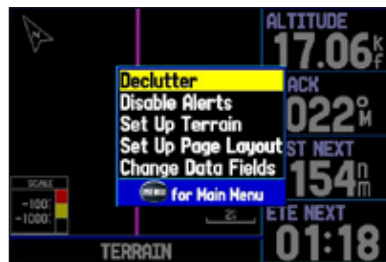 ALTITUDE
17.06 k f
Declutter
ACK
Disable Alerts
022° M
Set Up Terrain
Set Up Page Layout
ST NEXT
Change Data Fields
154 n m
MENU for Main Menu
SCALE
-100'
-1000'
ETE NEXT
TERRAIN
01:18